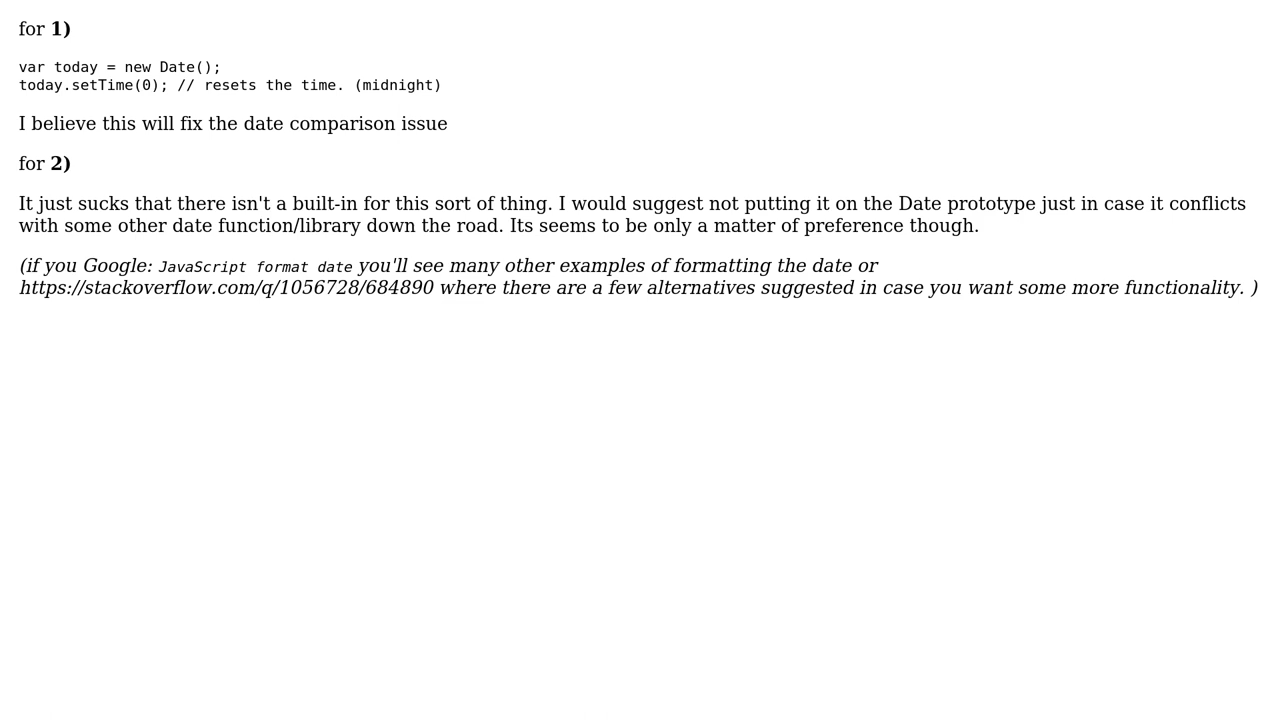 for 1)
var today = new Date();
today.setTime(0); // resets the time. (midnight)
I believe this will fix the date comparison issue
for 2)
It just sucks that there isn't a built-in for this sort of thing. I would suggest not putting it on the Date prototype just in case it conflicts
with some other date function/library down the road. Its seems to be only a matter of preference though.
(if you Google: JavaScript format date you'll see many other examples of formatting the date or
https://stackoverflow.com/q/1056728/684890 where there are a few alternatives suggested in case you want some more functionality. )